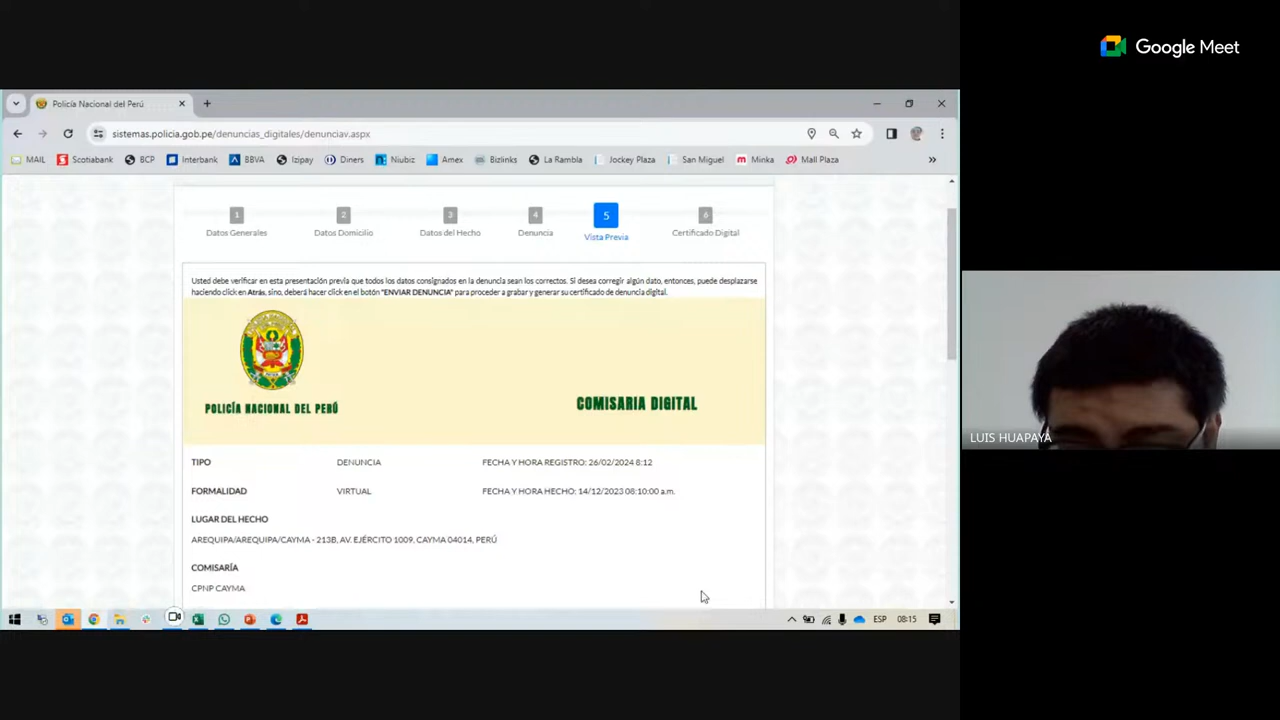 Google Meet
Policía Nacional del Perú
sistemas.policia.gob.pe/denuncias_digitales/denunciav.aspx
MAIL Scotiabank BCP Interbank BBVA Izipay Diners Niubiz Amex Bizlinks La Rambla Jockey Plaza San Miguel Minka Mall Plaza »
1 2 3 4 5 6
Datos Generales Datos Domicilio Datos del Hecho Denuncia Vista Previa Certificado Digital
Usted debe verificar en esta presentación previa que todos los datos consignados en la denuncia sean los correctos. Si desea corregir algún dato, entonces, puede desplazarse
haciendo click en Atrás, sino, deberá hacer click en el botón "ENVIAR DENUNCIA" para proceder a grabar y generar su certificado de denuncia digital.
POLICÍA NACIONAL DEL PERÚ
COMISARIA DIGITAL
TIPO DENUNCIA FECHA Y HORA REGISTRO: 26/02/2024 8:12
FORMALIDAD VIRTUAL FECHA Y HORA HECHO: 14/12/2023 08:10:00 a.m.
LUGAR DEL HECHO
AREQUIPA/AREQUIPA/CAYMA - 213B, AV. EJÉRCITO 1009, CAYMA 04014, PERÚ
COMISARÍA
CPNP CAYMA
ESP 08:15
LUIS HUAPAYA